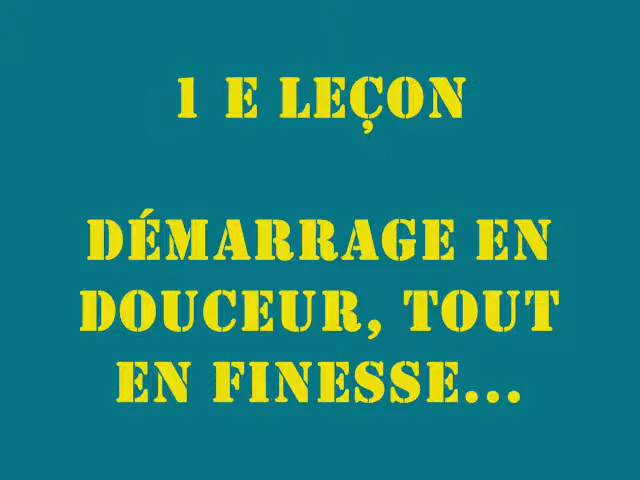 1 E LEÇON
DÉMARRAGE EN
DOUCEUR, TOUT
EN FINESSE...